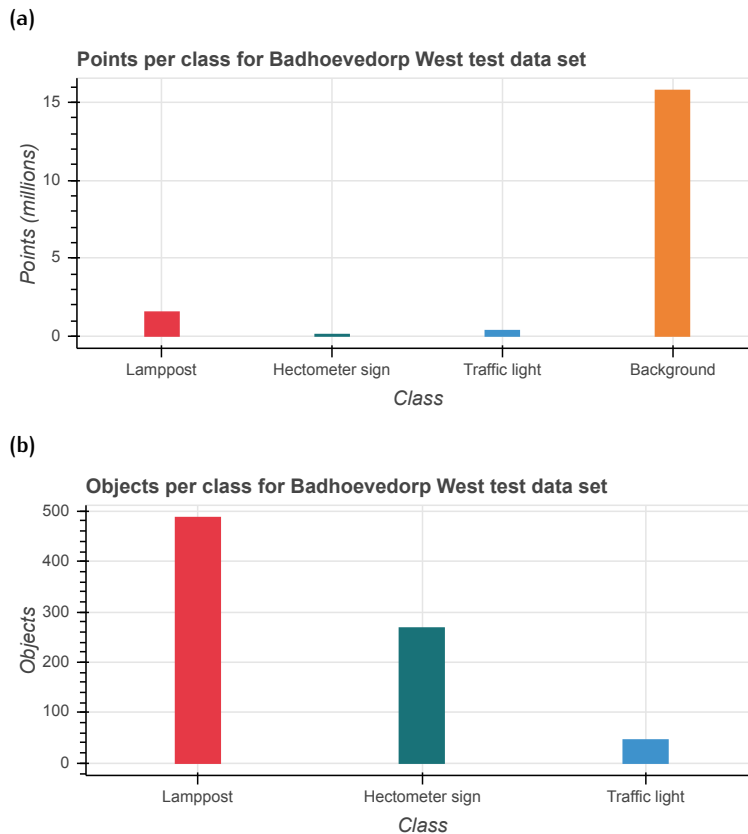 (a)
Points per class for Badhoevedorp West test data set
15
10
5
0
Points (millions)
Lamppost Hectometer sign Traffic light Background
Class
(b)
Objects per class for Badhoevedorp West test data set
500
400
300
200
100
0
Objects
Lamppost Hectometer sign Traffic light
Class